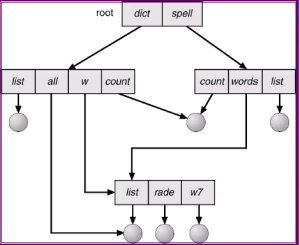 root dict spell
list all w count count words list
list rade w7